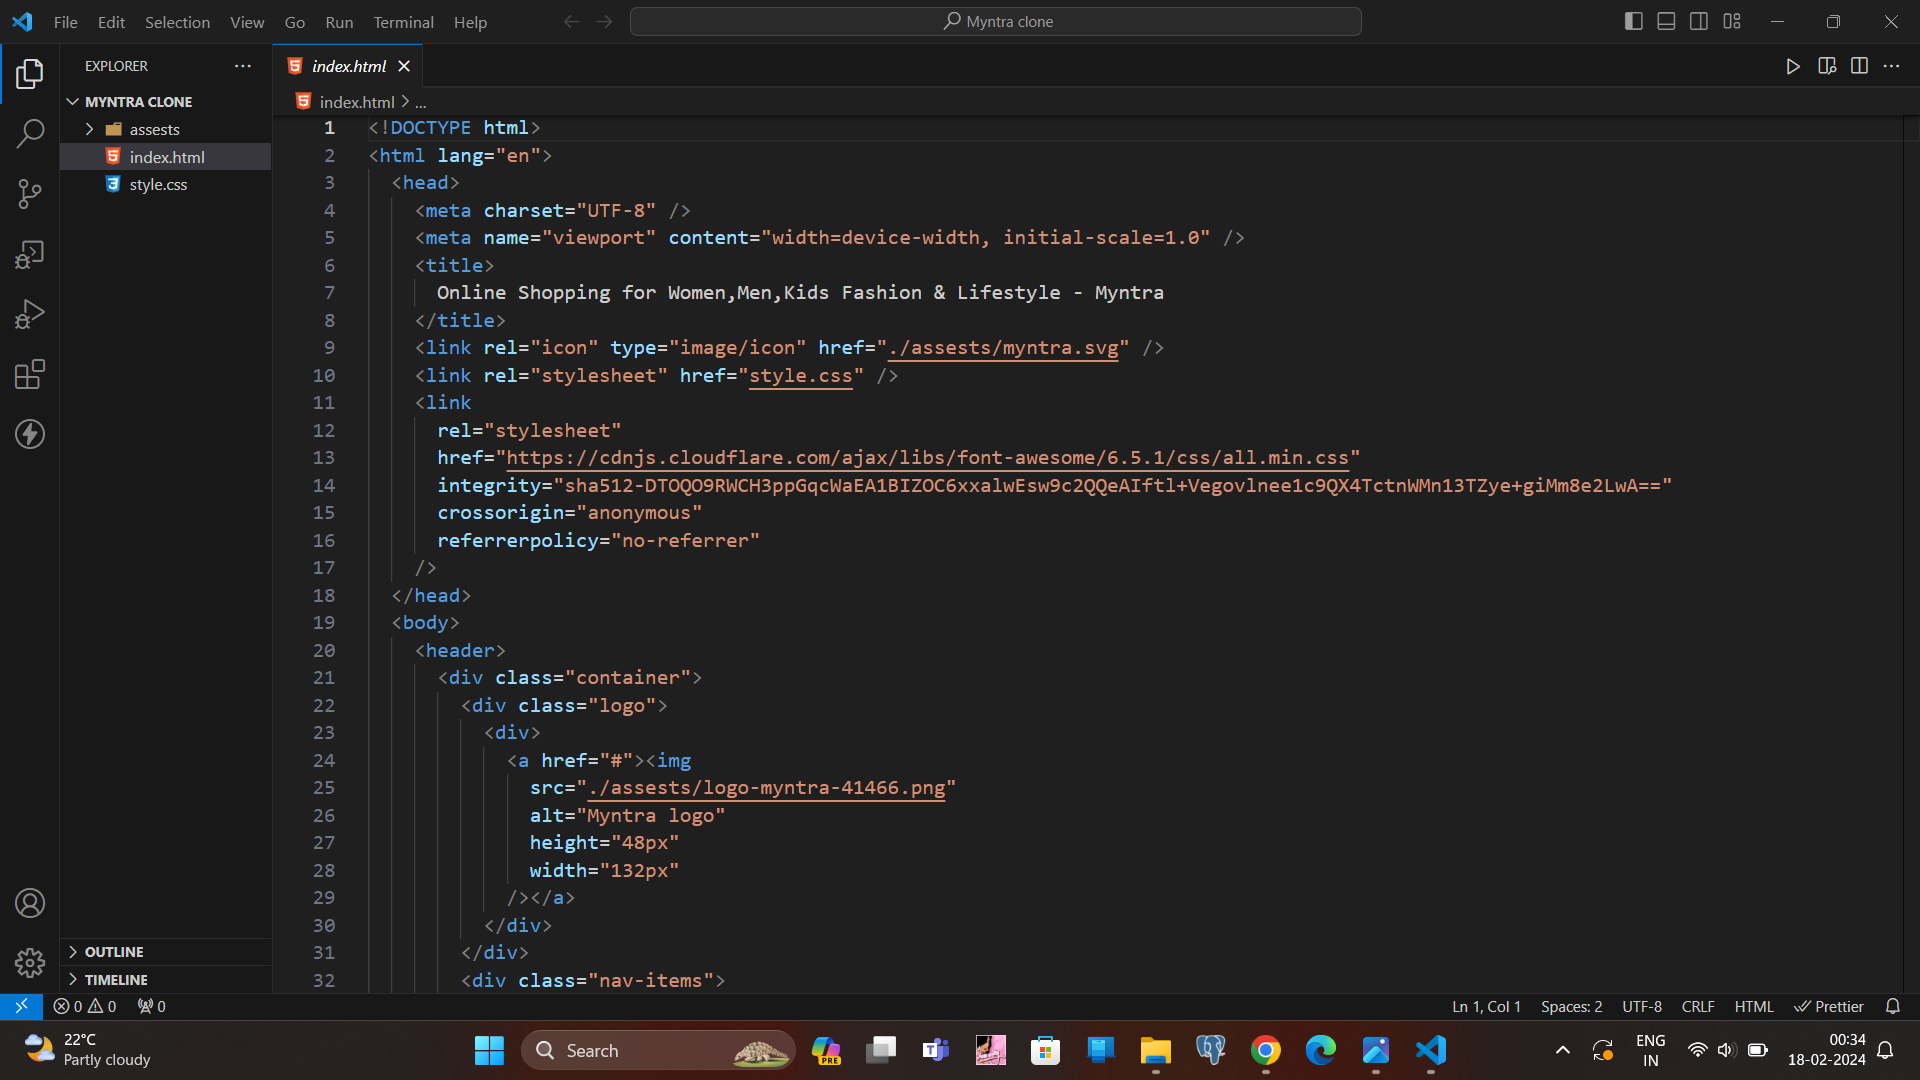 File Edit Selection View Go Run Terminal Help
Myntra clone
EXPLORER
MYNTRA CLONE
assests
index.html
style.css
OUTLINE
TIMELINE
index.html
index.html > ...
1 <!DOCTYPE html>
2 <html lang="en">
3 <head>
4 <meta charset="UTF-8" />
5 <meta name="viewport" content="width=device-width, initial-scale=1.0" />
6 <title>
7 Online Shopping for Women,Men,Kids Fashion & Lifestyle - Myntra
8 </title>
9 <link rel="icon" type="image/icon" href="./assests/myntra.svg" />
10 <link rel="stylesheet" href="style.css" />
11 <link
12 rel="stylesheet"
13 href="https://cdnjs.cloudflare.com/ajax/libs/font-awesome/6.5.1/css/all.min.css"
14 integrity="sha512-DTOQO9RWCH3ppGqcWaEA1BIZOC6xxalwEsw9c2QQeAIftl+Vegovlnee1c9QX4TctnWMn13TZye+giMm8e2LwA=="
15 crossorigin="anonymous"
16 referrerpolicy="no-referrer"
17 />
18 </head>
19 <body>
20 <header>
21 <div class="container">
22 <div class="logo">
23 <div>
24 <a href="#"><img
25 src="./assests/logo-myntra-41466.png"
26 alt="Myntra logo"
27 height="48px"
28 width="132px"
29 /></a>
30 </div>
31 </div>
32 <div class="nav-items">
0 0 0
Ln 1, Col 1 Spaces: 2 UTF-8 CRLF HTML Prettier
22°C
Partly cloudy
Search
PRE
ENG
IN
00:34
18-02-2024